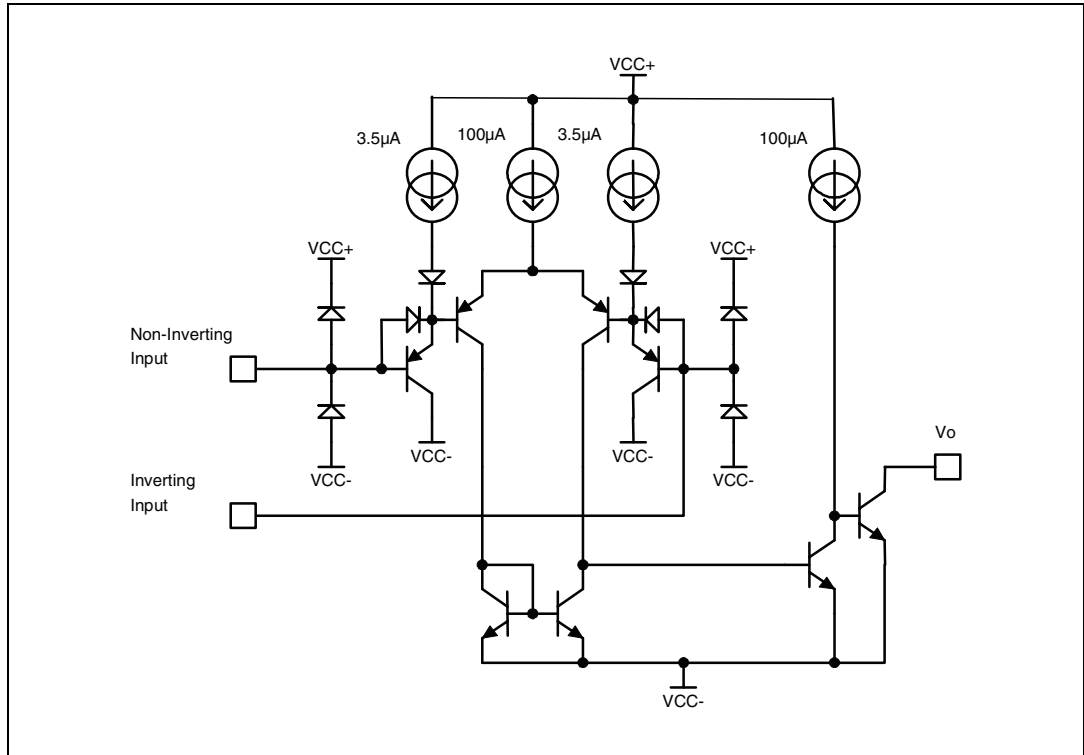 VCC+
3.5µA
100µA
3.5µA
100µA
VCC+
VCC+
Non-Inverting
Input
VCC-
VCC-
Vo
VCC-
VCC-
Inverting
Input
VCC-